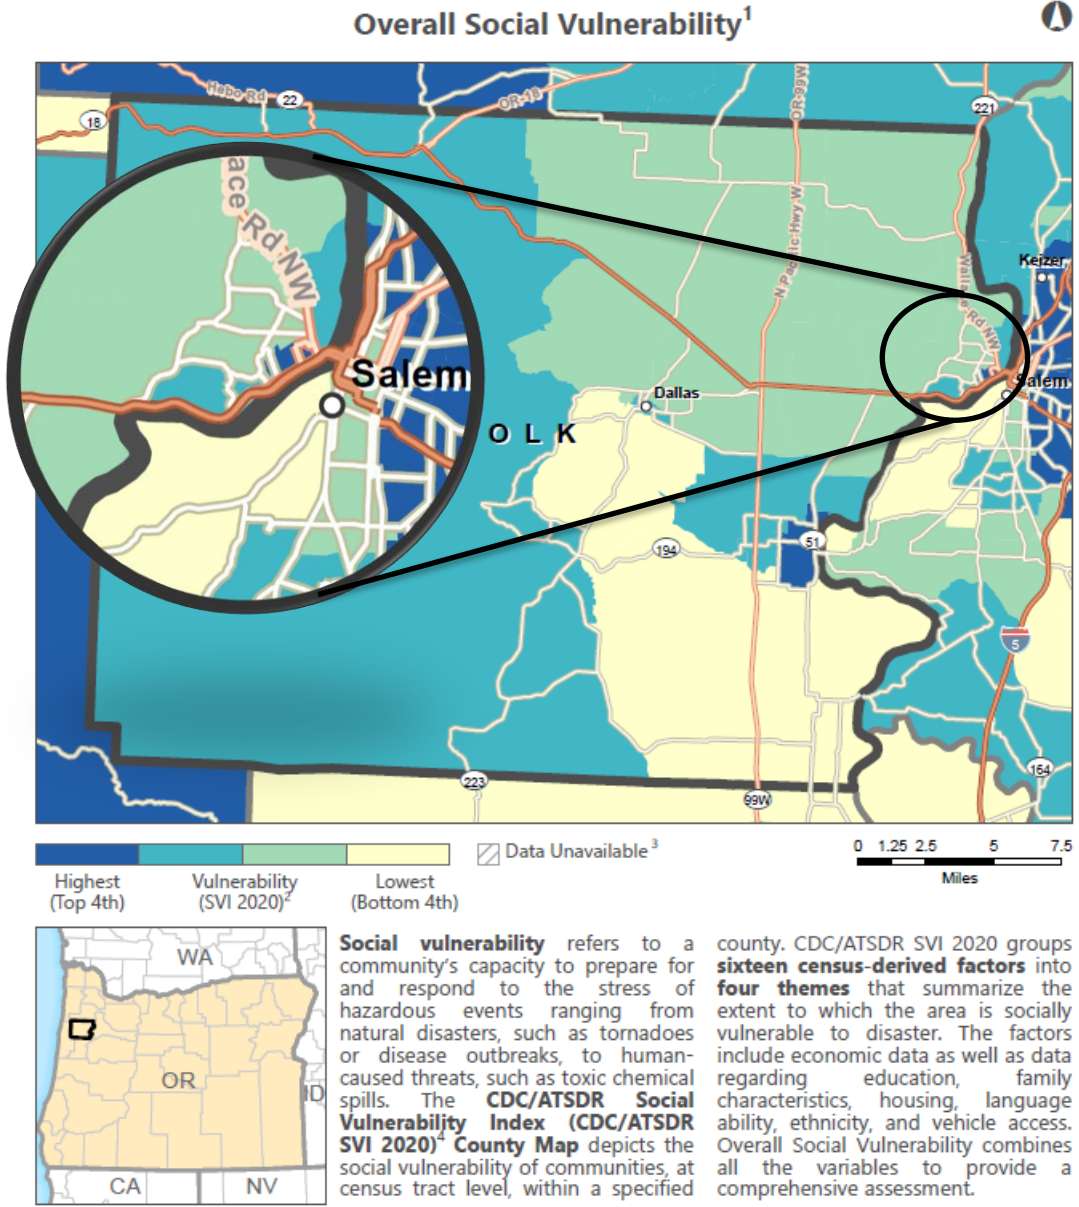 Overall Social Vulnerability1
Hebo Rd
22
OR-18
OR-99W
221
18
ace Rd NW
N Pacific Hwy W
Wallace Rd NW
Keizer
Salem
Salem
Dallas
O L K
194
51
5
223
99W
164
Highest
(Top 4th)
Vulnerability
(SVI 2020)2
Lowest
(Bottom 4th)
Data Unavailable3
0 1.25 2.5 5 7.5
Miles
WA
OR
ID
CA
NV
Social vulnerability refers to a
community's capacity to prepare for
and respond to the stress of
hazardous events ranging from
natural disasters, such as tornadoes
or disease outbreaks, to human-
caused threats, such as toxic chemical
spills. The CDC/ATSDR Social
Vulnerability Index (CDC/ATSDR
SVI 2020)4 County Map depicts the
social vulnerability of communities, at
census tract level, within a specified
county. CDC/ATSDR SVI 2020 groups
sixteen census-derived factors into
four themes that summarize the
extent to which the area is socially
vulnerable to disaster. The factors
include economic data as well as data
regarding education, family
characteristics, housing, language
ability, ethnicity, and vehicle access.
Overall Social Vulnerability combines
all the variables to provide a
comprehensive assessment.